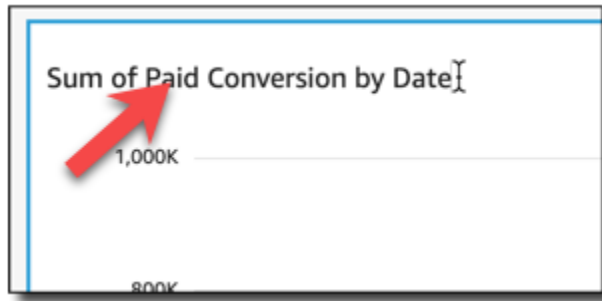 Sum of Paid Conversion by Date
1,000K
800K